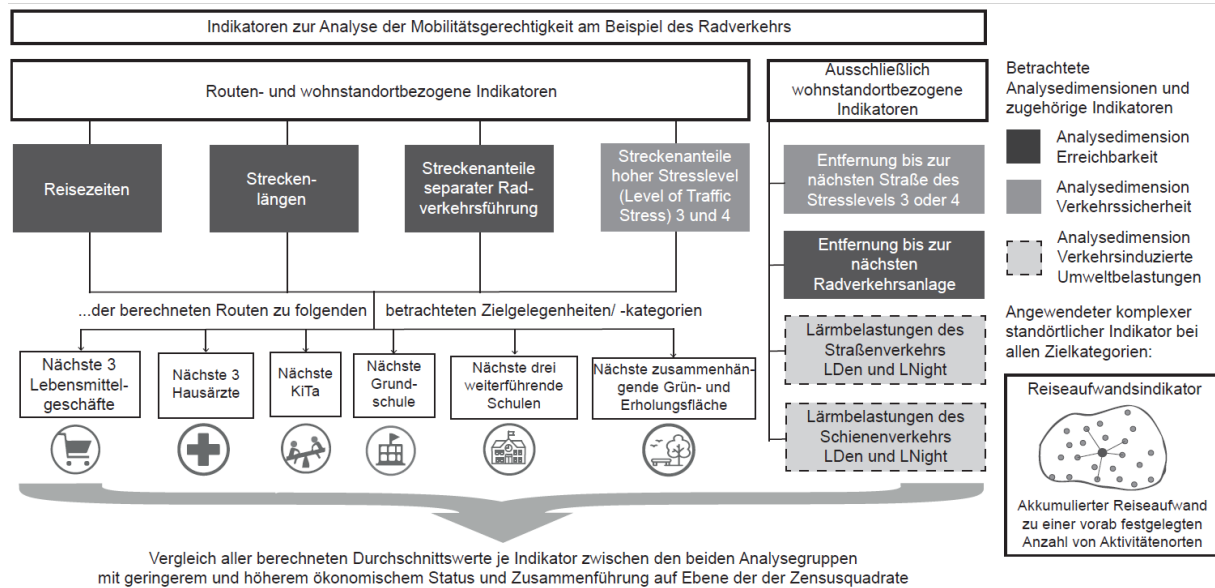 Indikatoren zur Analyse der Mobilitätsgerechtigkeit am Beispiel des Radverkehrs
Routen- und wohnstandortbezogene Indikatoren
Ausschließlich
wohnstandortbezogene
Indikatoren
Reisezeiten
Strecken-
längen
Streckenanteile
separater Rad-
verkehrsführung
Streckenanteile
hoher Stresslevel
(Level of Traffic
Stress) 3 und 4
Entfernung bis zur
nächsten Straße des
Stresslevels 3 oder 4
Entfernung bis zur
nächsten
Radverkehrsanlage
Lärmbelastungen des
Straßenverkehrs
LDen und LNight
Lärmbelastungen des
Schienenverkehrs
LDen und LNight
...der berechneten Routen zu folgenden betrachteten Zielgelegenheiten/ -kategorien
Nächste 3
Lebensmittel-
geschäfte
Nächste 3
Hausärzte
Nächste
KiTa
Nächste
Grund-
schule
Nächste drei
weiterführende
Schulen
Nächste zusammenhän-
gende Grün- und
Erholungsfläche
Vergleich aller berechneten Durchschnittswerte je Indikator zwischen den beiden Analysegruppen
mit geringerem und höherem ökonomischem Status und Zusammenführung auf Ebene der der Zensusquadrate
Betrachtete
Analysedimensionen und
zugehörige Indikatoren
Analysedimension
Erreichbarkeit
Analysedimension
Verkehrssicherheit
Analysedimension
Verkehrsinduzierte
Umweltbelastungen
Angewendeter komplexer
standörtlicher Indikator bei
allen Zielkategorien:
Reiseaufwandsindikator
Akkumulierter Reiseaufwand
zu einer vorab festgelegten
Anzahl von Aktivitätenorten